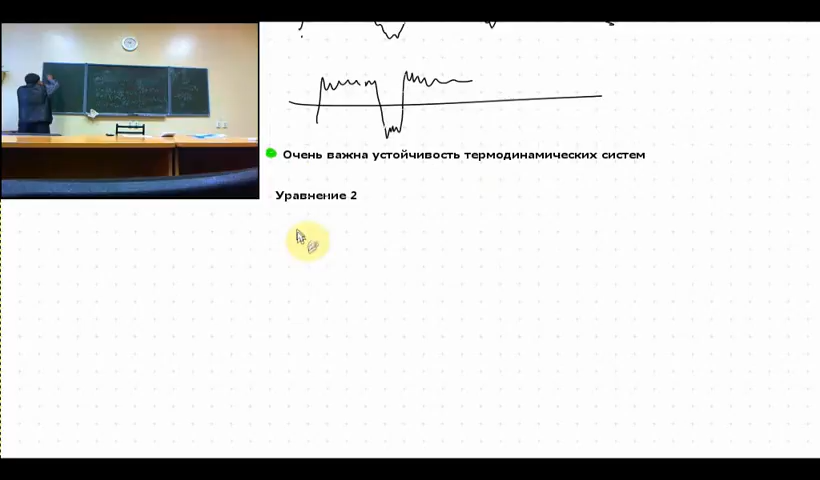 Очень важна устойчивость термодинамических систем
Уравнение 2